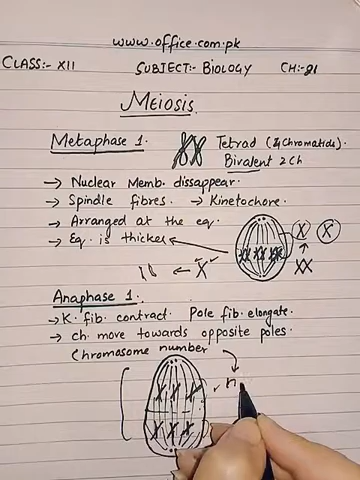 www.office.com.pk
CLASS:- XII SUBJECT:- BIOLOGY CH:-21
MEIOSIS
Metaphase 1. Tetrad (4 Chromatids).
Bivalent 2 Ch
→ Nuclear Memb. dissappear.
→ Spindle fibres. → Kinetochore.
→ Arranged at the eq.
→ Eq. is thicker
Anaphase 1.
→ K. fib. contract. Pole fib. elongate.
→ ch. move towards opposite poles.
Chromosome number
n